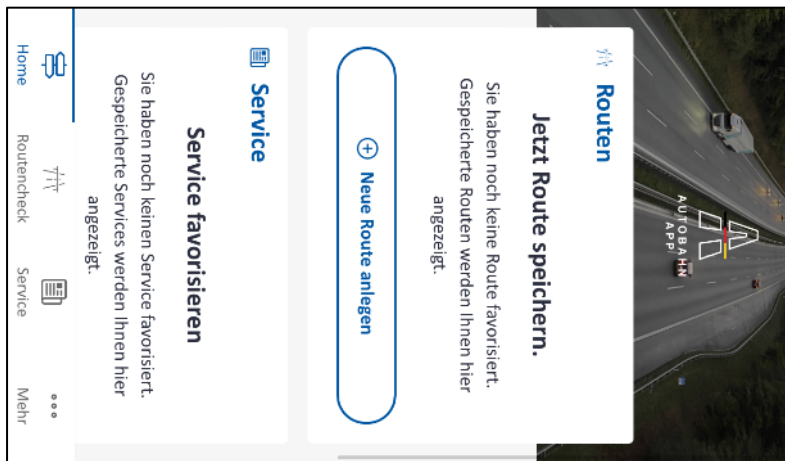 AUTOBAHN
APP
Routen
Jetzt Route speichern.
Sie haben noch keine Route favorisiert.
Gespeicherte Routen werden Ihnen hier
angezeigt.
Neue Route anlegen
Service
Service favorisieren
Sie haben noch keinen Service favorisiert.
Gespeicherte Services werden Ihnen hier
angezeigt.
Home
Routencheck
Service
Mehr